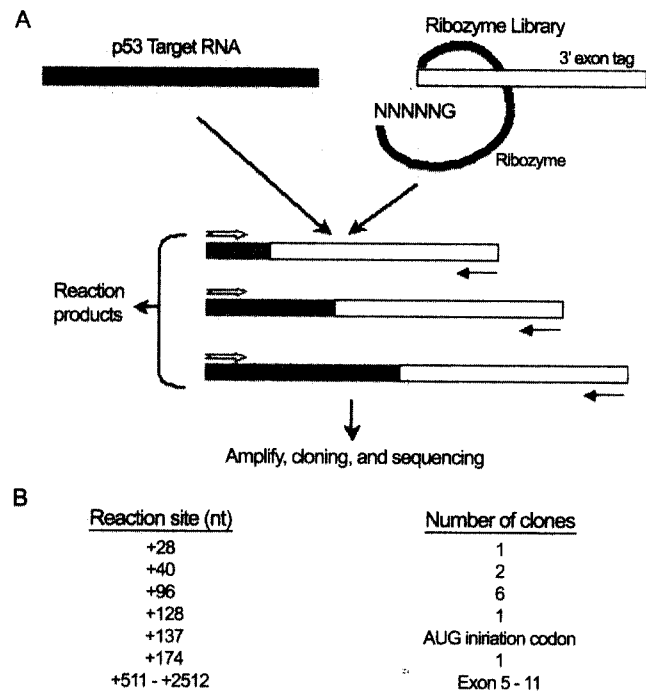 A
p53 Target RNA
Ribozyme Library
3' exon tag
NNNNNG
Ribozyme
Reaction products
Amplify, cloning, and sequencing
B
Reaction site (nt) Number of clones
+28 1
+40 2
+96 6
+128 1
+137 AUG iniriation codon
+174 1
+511 - +2512 Exon 5 - 11